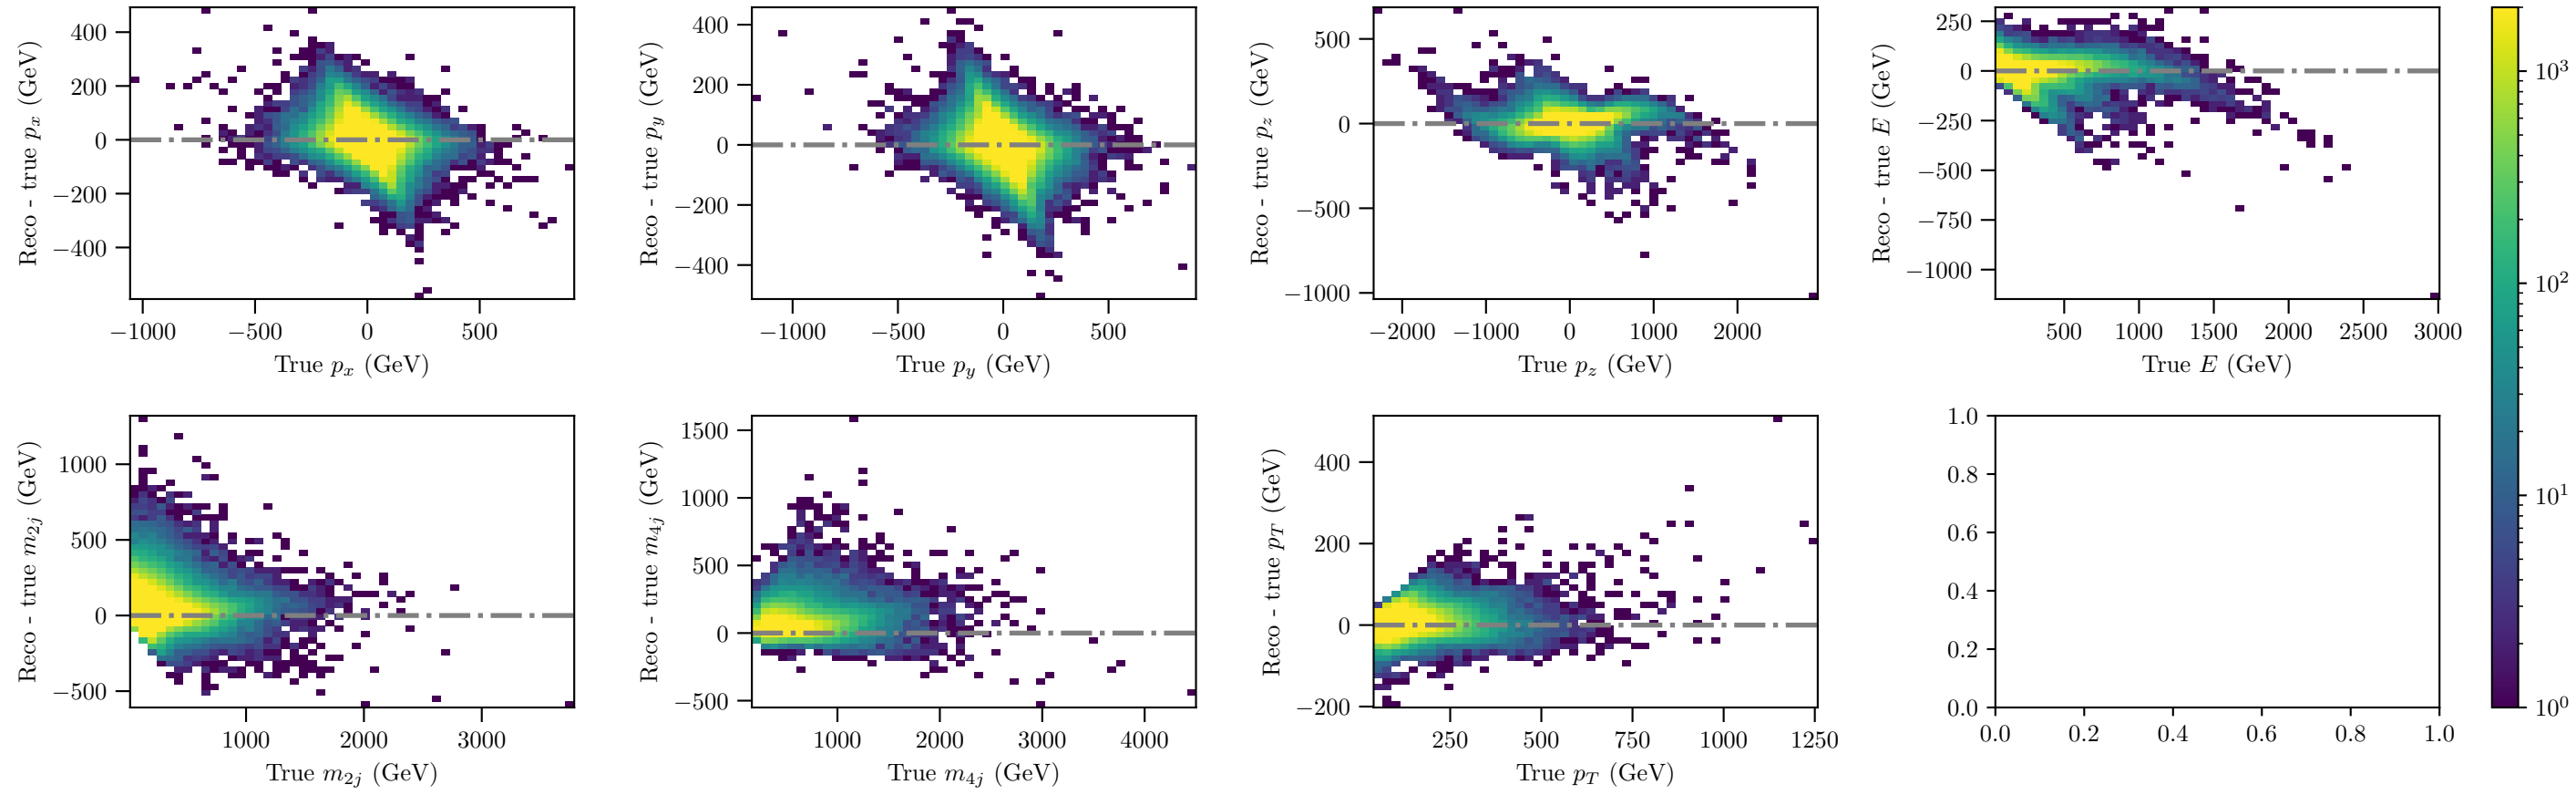 Reco - true p_x (GeV)
400
200
0
−200
−400
−1000 −500 0 500
True p_x (GeV)
Reco - true p_y (GeV)
400
200
0
−200
−400
−1000 −500 0 500
True p_y (GeV)
Reco - true p_z (GeV)
500
0
−500
−1000
−2000 −1000 0 1000 2000
True p_z (GeV)
Reco - true E (GeV)
250
0
−250
−500
−750
−1000
500 1000 1500 2000 2500 3000
True E (GeV)
10^3
10^2
10^1
10^0
Reco - true m_{2j} (GeV)
1000
500
0
−500
1000 2000 3000
True m_{2j} (GeV)
Reco - true m_{4j} (GeV)
1500
1000
500
0
−500
1000 2000 3000 4000
True m_{4j} (GeV)
Reco - true p_T (GeV)
400
200
0
−200
250 500 750 1000 1250
True p_T (GeV)
1.0
0.8
0.6
0.4
0.2
0.0
0.0 0.2 0.4 0.6 0.8 1.0